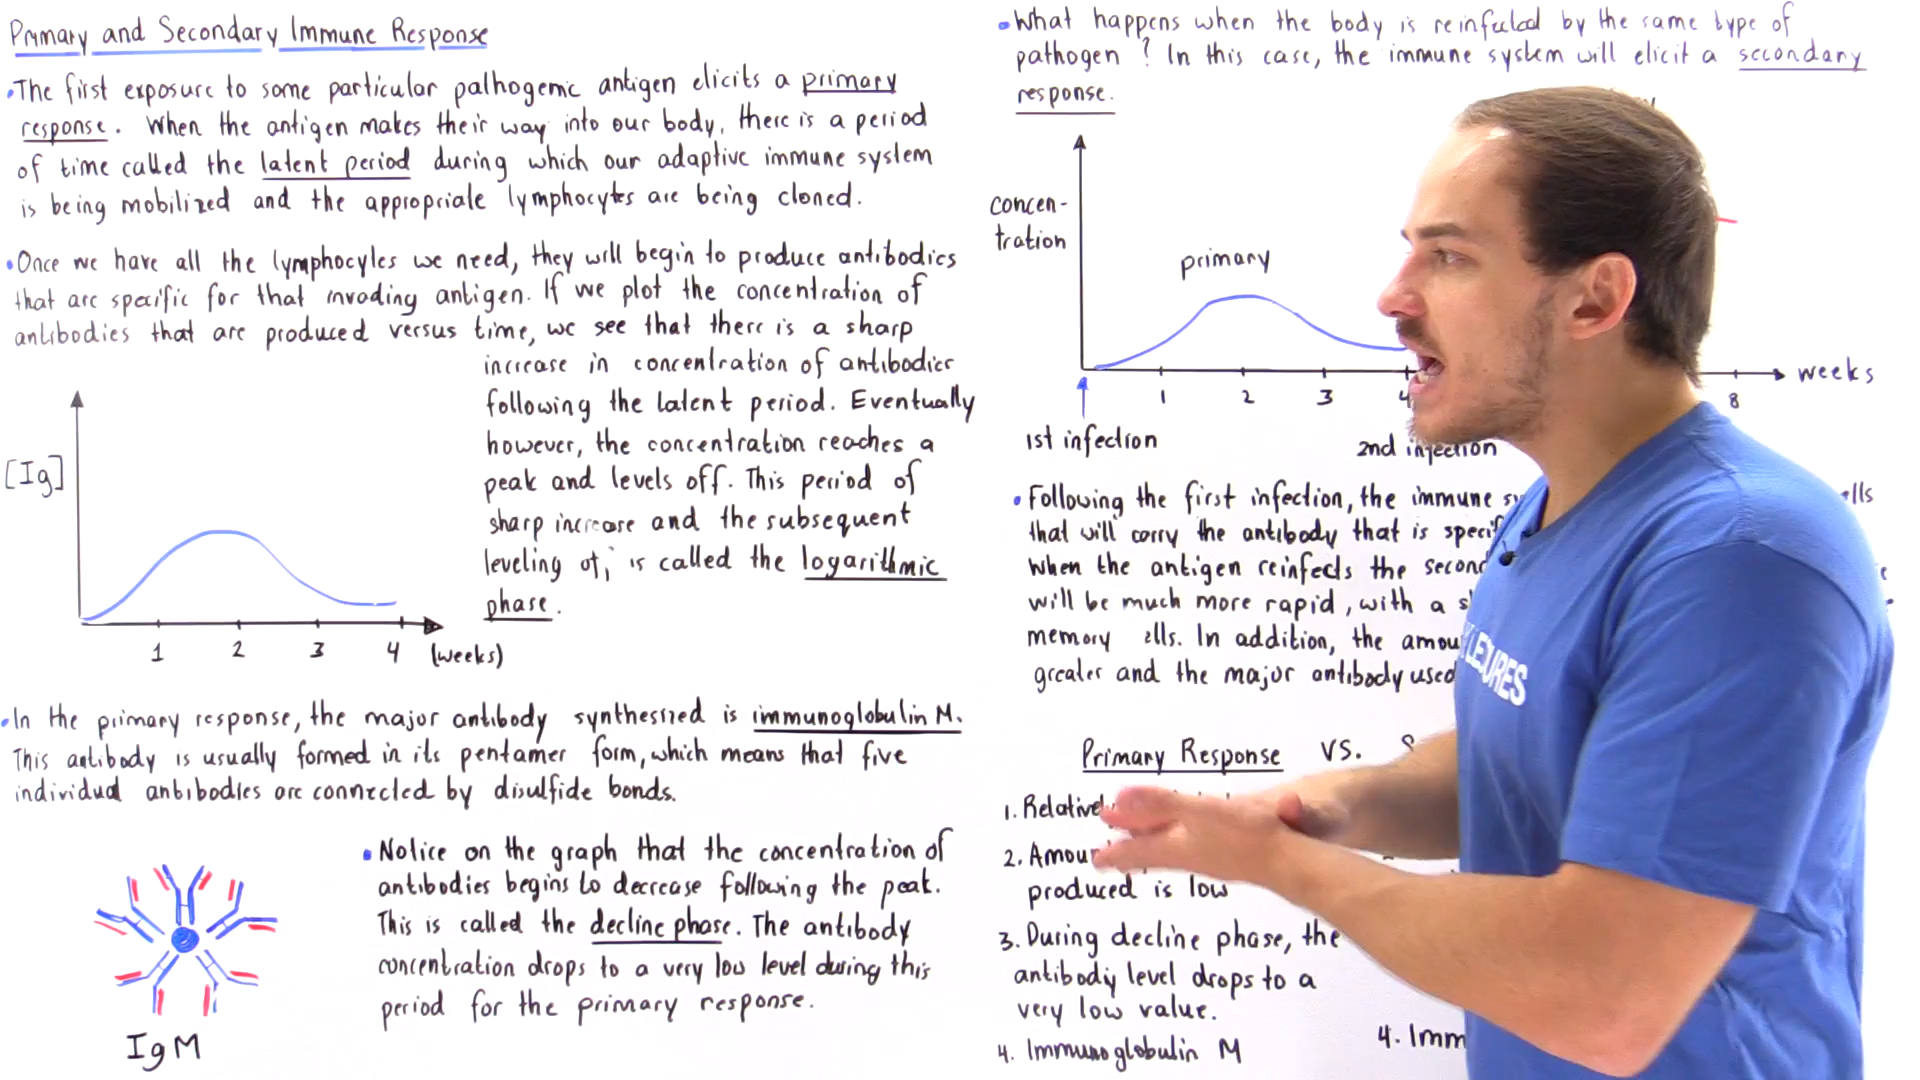 Primary and Secondary Immune Response
•The first exposure to some particular pathogenic antigen elicits a primary
response. When the antigen makes their way into our body, there is a period
of time called the latent period during which our adaptive immune system
is being mobilized and the appropriate lymphocytes are being cloned.
•Once we have all the lymphocytes we need, they will begin to produce antibodies
that are specific for that invading antigen. If we plot the concentration of
antibodies that are produced versus time, we see that there is a sharp
increase in concentration of antibodies
following the latent period. Eventually
however, the concentration reaches a
peak and levels off. This period of
sharp increase and the subsequent
leveling of, is called the logarithmic
phase.
[Ig]
1 2 3 4 (weeks)
•In the primary response, the major antibody synthesized is immunoglobulin M.
This antibody is usually formed in its pentamer form, which means that five
individual antibodies are connected by disulfide bonds.
•Notice on the graph that the concentration of
antibodies begins to decrease following the peak.
This is called the decline phase. The antibody
concentration drops to a very low level during this
period for the primary response.
IgM
•What happens when the body is reinfected by the same type of
pathogen? In this case, the immune system will elicit a secondary
response.
concen-
tration
primary
weeks
1 2 3 4 8
1st infection
2nd infection
•Following the first infection, the immune
that will carry the antibody that is
When the antigen reinfects the
will be much more rapid, with a
memory ells. In addition, the
greater and the major antibody used
Primary Response vs.
1. Relative
2.
produced is low
3. During decline phase, the
antibody level drops to a
very low value.
4. Immunoglobulin M
4.